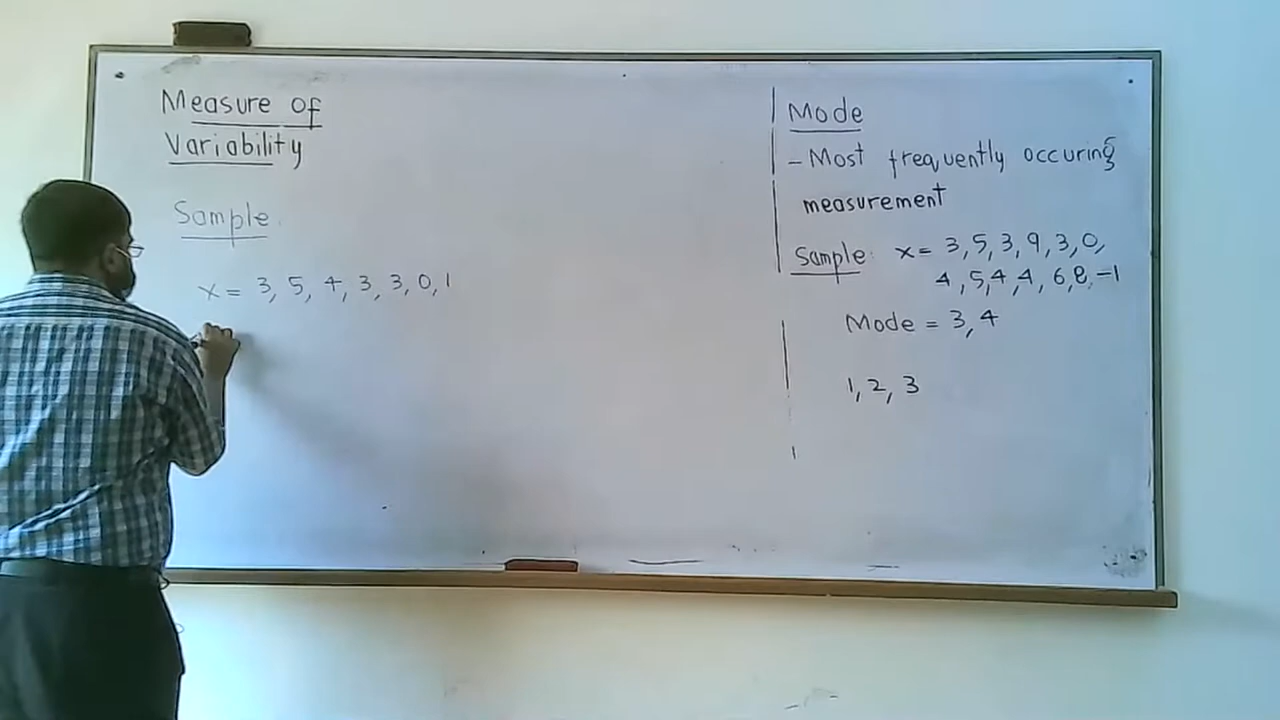 Measure of
Variability
Sample
x = 3, 5, 4, 3, 3, 0, 1
Mode
- Most frequently occuring
measurement
Sample: x = 3, 5, 3, 9, 3, 0,
4, 5, 4, 4, 6, 8, -1
Mode = 3, 4
1, 2, 3